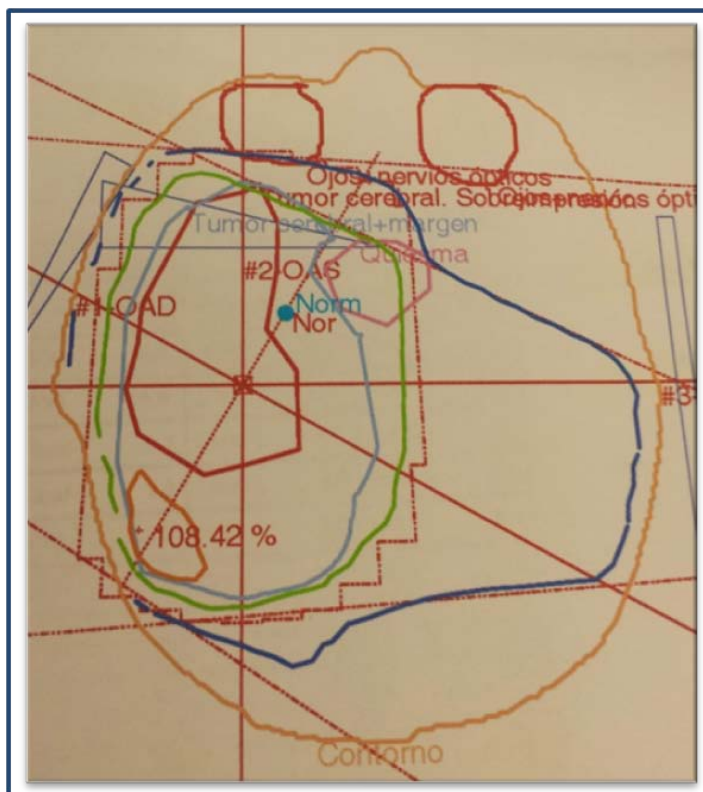 Ojos y nervios ópticos
Tumor cerebral. Sobreimpresión
Tumor cerebral+margen
Quiasma
#2 OAS
#1 OAD
Norm
Nor
#3
108.42 %
Contorno